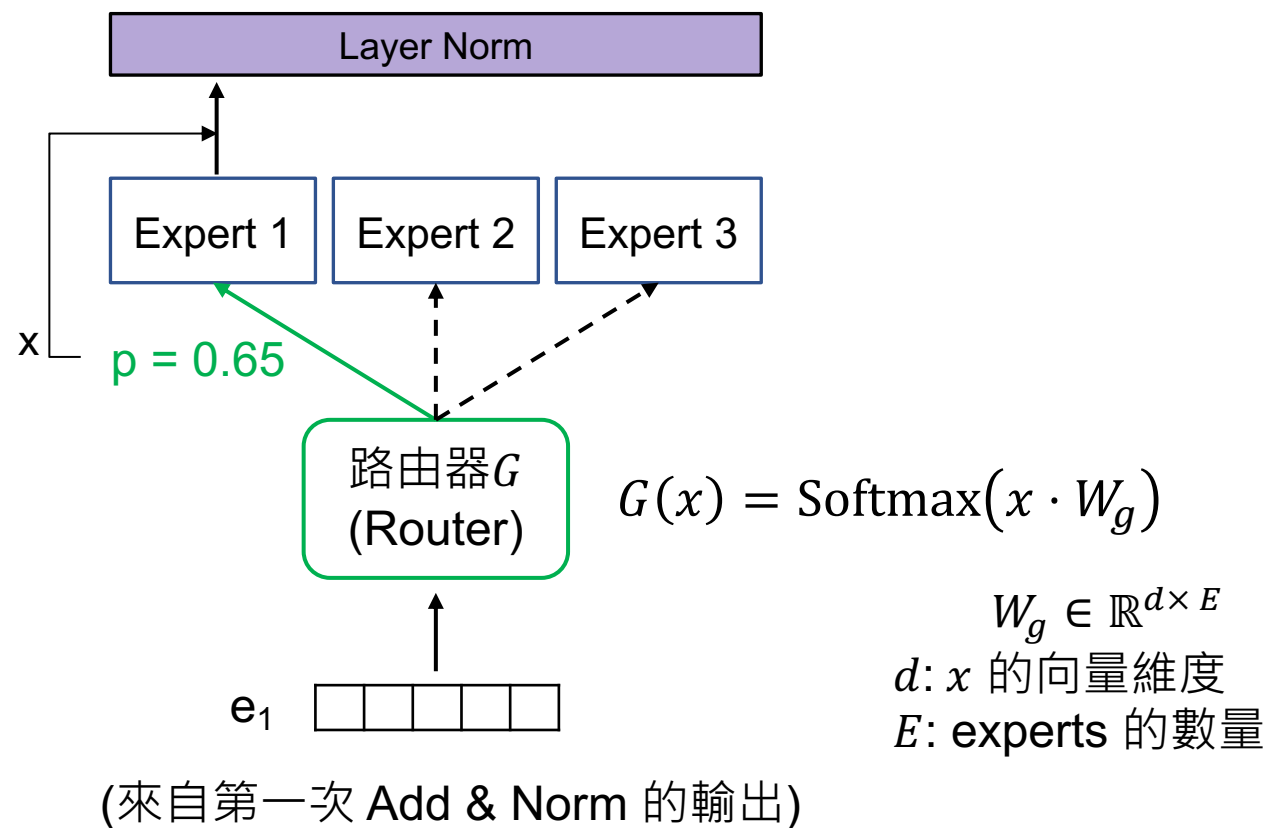 Layer Norm
Expert 1
Expert 2
Expert 3
x
p = 0.65
路由器G
(Router)
G(x) = Softmax(x · W_g)
W_g ∈ ℝ^{d× E}
d: x 的向量維度
E: experts 的數量
e₁
(來自第一次 Add & Norm 的輸出)